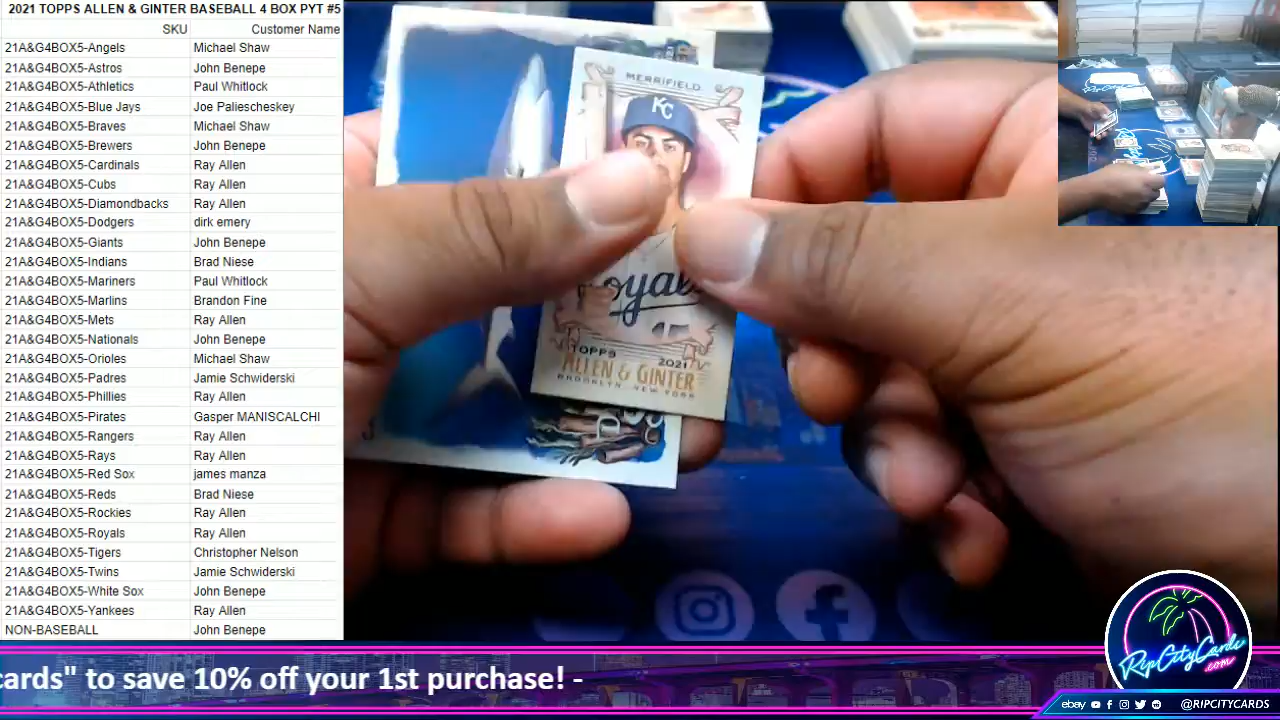 2021 TOPPS ALLEN & GINTER BASEBALL 4 BOX PYT #5
SKU Customer Name
21A&G4BOX5-Angels Michael Shaw
21A&G4BOX5-Astros John Benepe
21A&G4BOX5-Athletics Paul Whitlock
21A&G4BOX5-Blue Jays Joe Paliescheskey
21A&G4BOX5-Braves Michael Shaw
21A&G4BOX5-Brewers John Benepe
21A&G4BOX5-Cardinals Ray Allen
21A&G4BOX5-Cubs Ray Allen
21A&G4BOX5-Diamondbacks Ray Allen
21A&G4BOX5-Dodgers dirk emery
21A&G4BOX5-Giants John Benepe
21A&G4BOX5-Indians Brad Niese
21A&G4BOX5-Mariners Paul Whitlock
21A&G4BOX5-Marlins Brandon Fine
21A&G4BOX5-Mets Ray Allen
21A&G4BOX5-Nationals John Benepe
21A&G4BOX5-Orioles Michael Shaw
21A&G4BOX5-Padres Jamie Schwiderski
21A&G4BOX5-Phillies Ray Allen
21A&G4BOX5-Pirates Gasper MANISCALCHI
21A&G4BOX5-Rangers Ray Allen
21A&G4BOX5-Rays Ray Allen
21A&G4BOX5-Red Sox james manza
21A&G4BOX5-Reds Brad Niese
21A&G4BOX5-Rockies Ray Allen
21A&G4BOX5-Royals Ray Allen
21A&G4BOX5-Tigers Christopher Nelson
21A&G4BOX5-Twins Jamie Schwiderski
21A&G4BOX5-White Sox John Benepe
21A&G4BOX5-Yankees Ray Allen
NON-BASEBALL John Benepe
MERRIFIELD
KC
Royals
TOPPS 2021
ALLEN & GINTER
BROOKLYN, NEW YORK
cards" to save 10% off your 1st purchase! -
RipCityCards
.com
ebay @RIPCITYCARDS